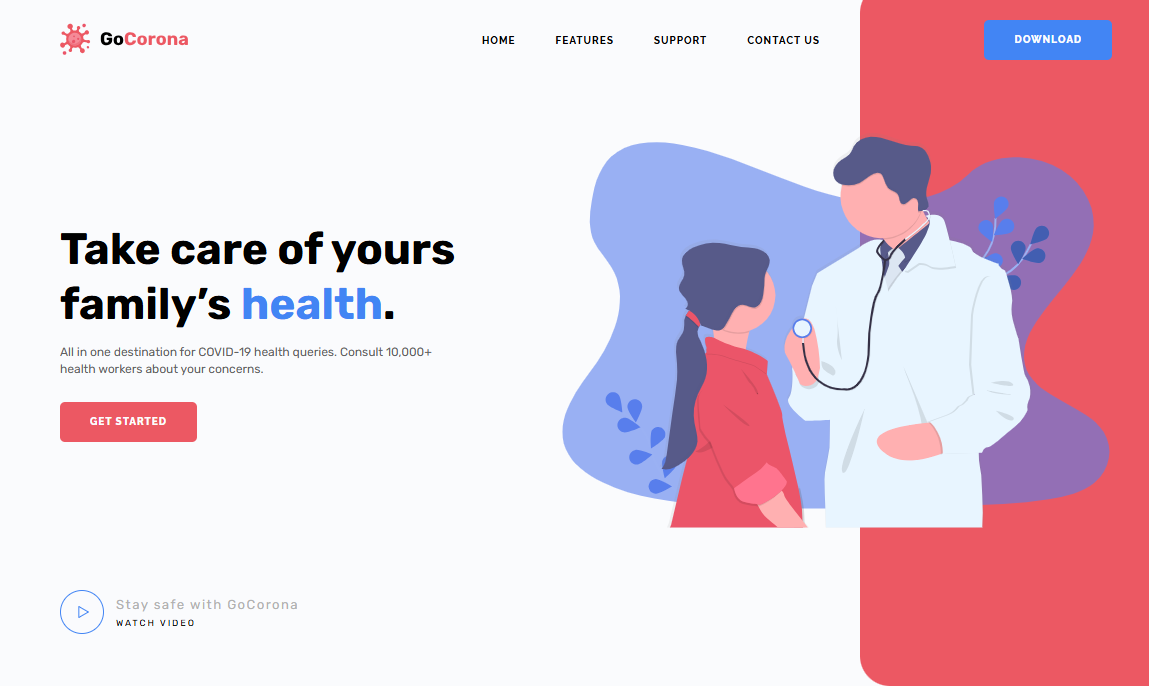 GoCorona
HOME
FEATURES
SUPPORT
CONTACT US
DOWNLOAD
Take care of yours
family’s health.
All in one destination for COVID-19 health queries. Consult 10,000+
health workers about your concerns.
GET STARTED
Stay safe with GoCorona
WATCH VIDEO